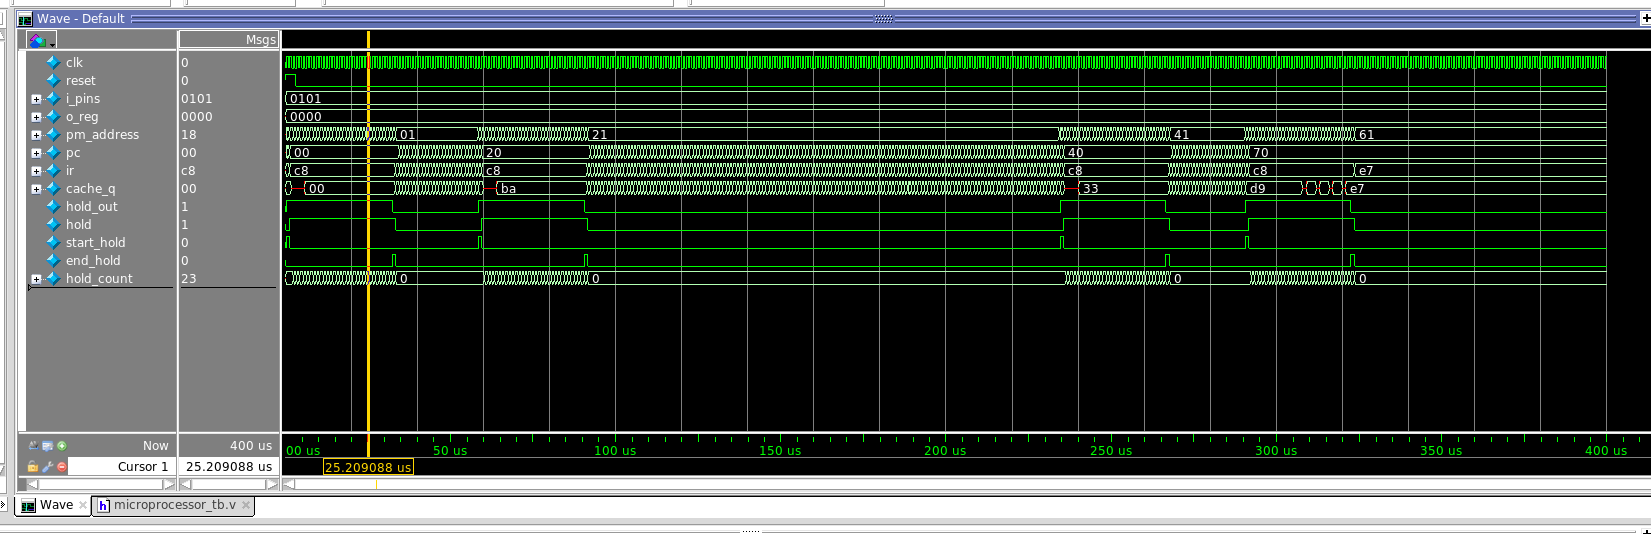 Wave - Default
Msgs
clk 0
reset 0
i_pins 0101 0101
o_reg 0000 0000
pm_address 18 01 21 41 61
pc 00 00 20 40 70
ir c8 c8 c8 c8 c8 e7
cache_q 00 00 ba 33 d9 e7
hold_out 1
hold 1
start_hold 0
end_hold 0
hold_count 23 0 0 0 0
Now 400 us 00 us 50 us 100 us 150 us 200 us 250 us 300 us 350 us 400 us
Cursor 1 25.209088 us 25.209088 us
Wave microprocessor_tb.v